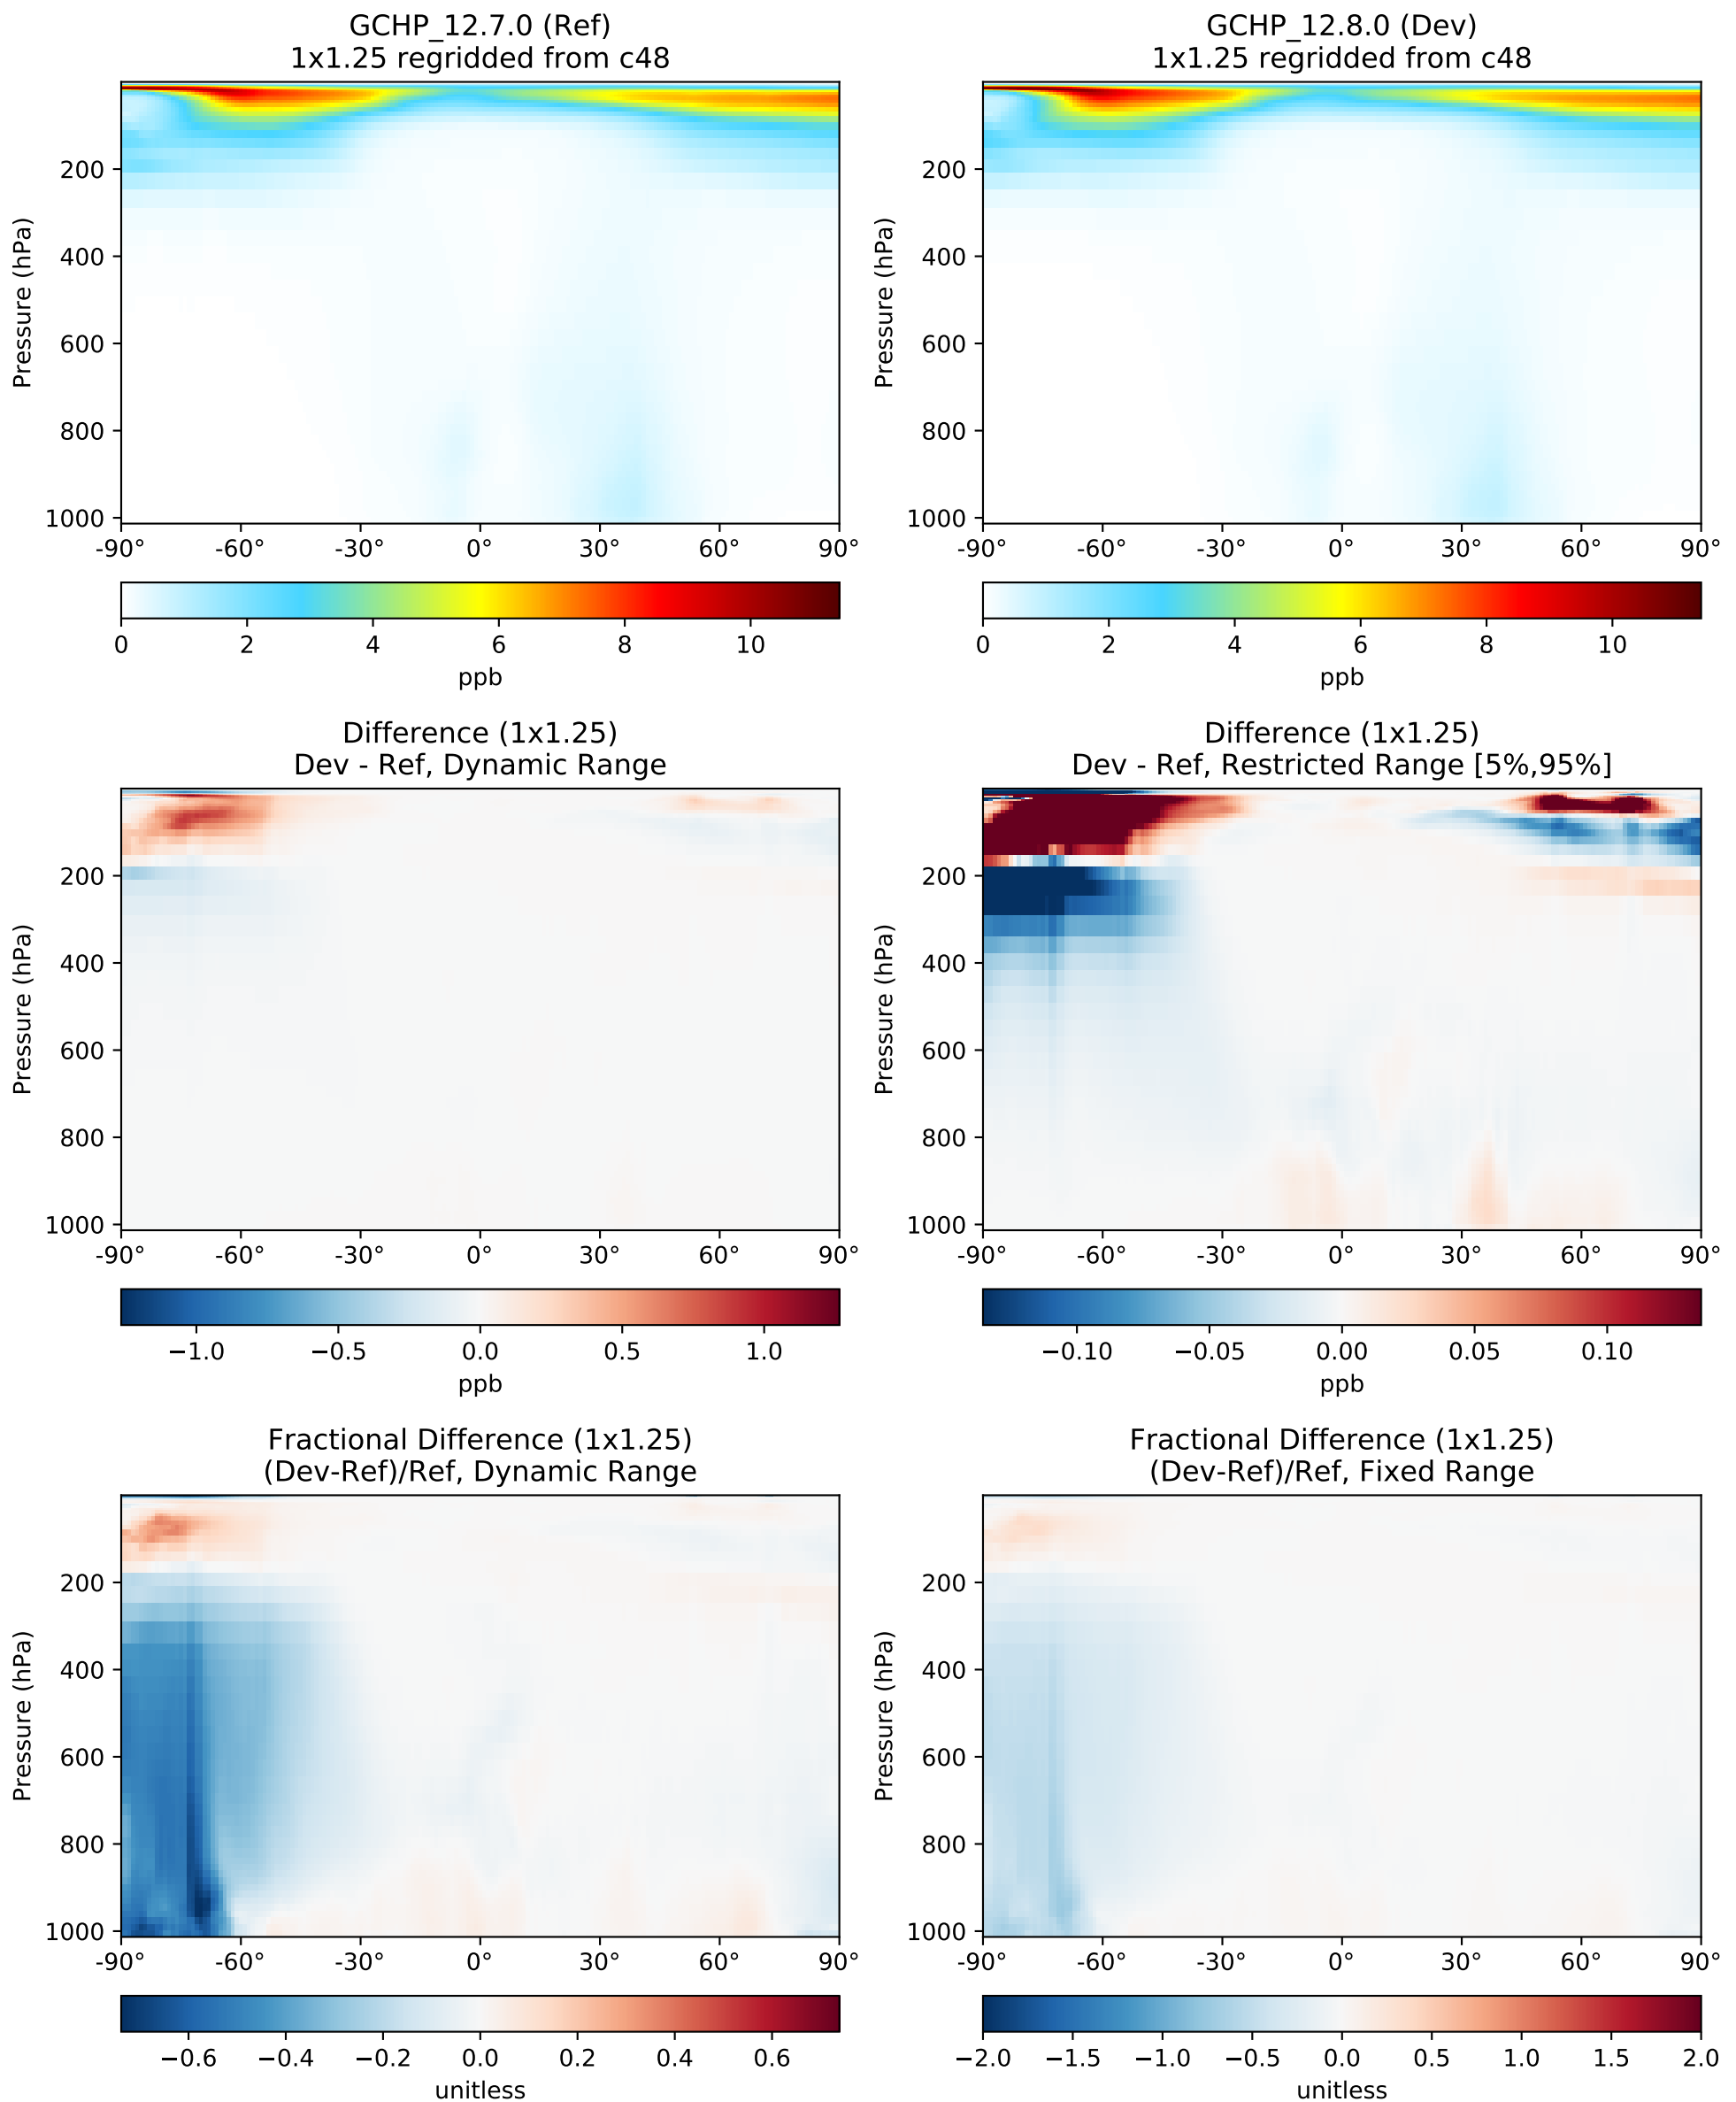 GCHP_12.7.0 (Ref)
1x1.25 regridded from c48
Pressure (hPa)
200
400
600
800
1000
-90° -60° -30° 0° 30° 60° 90°
0 2 4 6 8 10
ppb
GCHP_12.8.0 (Dev)
1x1.25 regridded from c48
Pressure (hPa)
200
400
600
800
1000
-90° -60° -30° 0° 30° 60° 90°
0 2 4 6 8 10
ppb
Difference (1x1.25)
Dev - Ref, Dynamic Range
Pressure (hPa)
200
400
600
800
1000
-90° -60° -30° 0° 30° 60° 90°
−1.0 −0.5 0.0 0.5 1.0
ppb
Difference (1x1.25)
Dev - Ref, Restricted Range [5%,95%]
Pressure (hPa)
200
400
600
800
1000
-90° -60° -30° 0° 30° 60° 90°
−0.10 −0.05 0.00 0.05 0.10
ppb
Fractional Difference (1x1.25)
(Dev-Ref)/Ref, Dynamic Range
Pressure (hPa)
200
400
600
800
1000
-90° -60° -30° 0° 30° 60° 90°
−0.6 −0.4 −0.2 0.0 0.2 0.4 0.6
unitless
Fractional Difference (1x1.25)
(Dev-Ref)/Ref, Fixed Range
Pressure (hPa)
200
400
600
800
1000
-90° -60° -30° 0° 30° 60° 90°
−2.0 −1.5 −1.0 −0.5 0.0 0.5 1.0 1.5 2.0
unitless